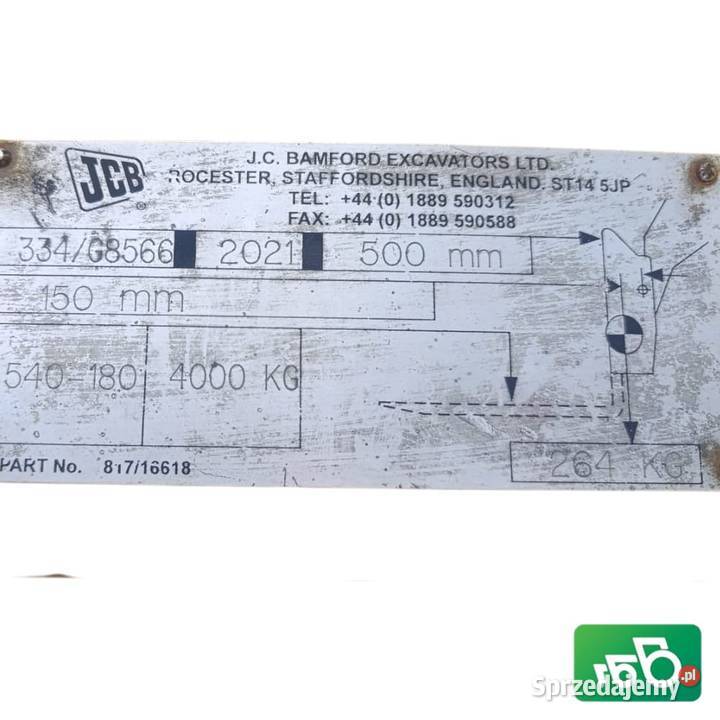 JCB
®
J.C. BAMFORD EXCAVATORS LTD.
ROCESTER, STAFFORDSHIRE, ENGLAND. ST14 5JP
TEL: +44 (0) 1889 590312
FAX: +44 (0) 1889 590588
334/G8566 2021 500 mm
150 mm
540-180 4000 KG
264 KG
PART No. 817/16618
.pl
Sprzedajemy